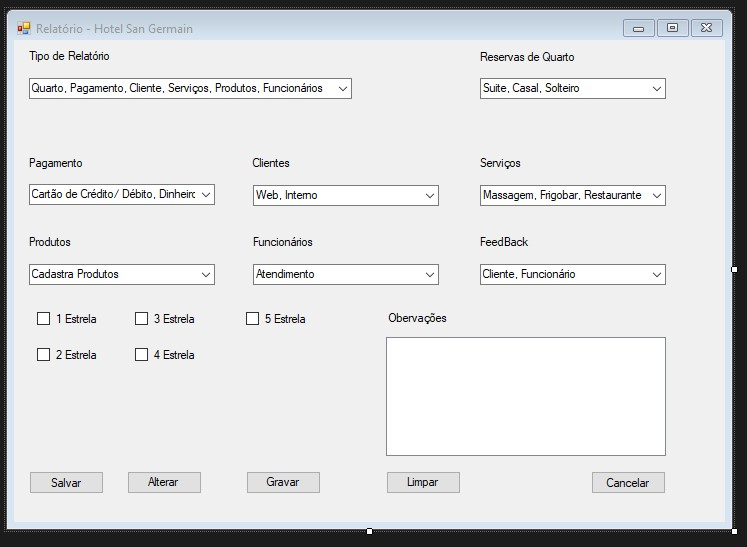 Relatório - Hotel San Germain
Tipo de Relatório
Reservas de Quarto
Quarto, Pagamento, Cliente, Serviços, Produtos, Funcionários
Suite, Casal, Solteiro
Pagamento
Clientes
Serviços
Cartão de Crédito/ Débito, Dinheirc
Web, Interno
Massagem, Frigobar, Restaurante
Produtos
Funcionários
FeedBack
Cadastra Produtos
Atendimento
Cliente, Funcionário
1 Estrela
3 Estrela
5 Estrela
Obervações
2 Estrela
4 Estrela
Salvar
Alterar
Gravar
Limpar
Cancelar